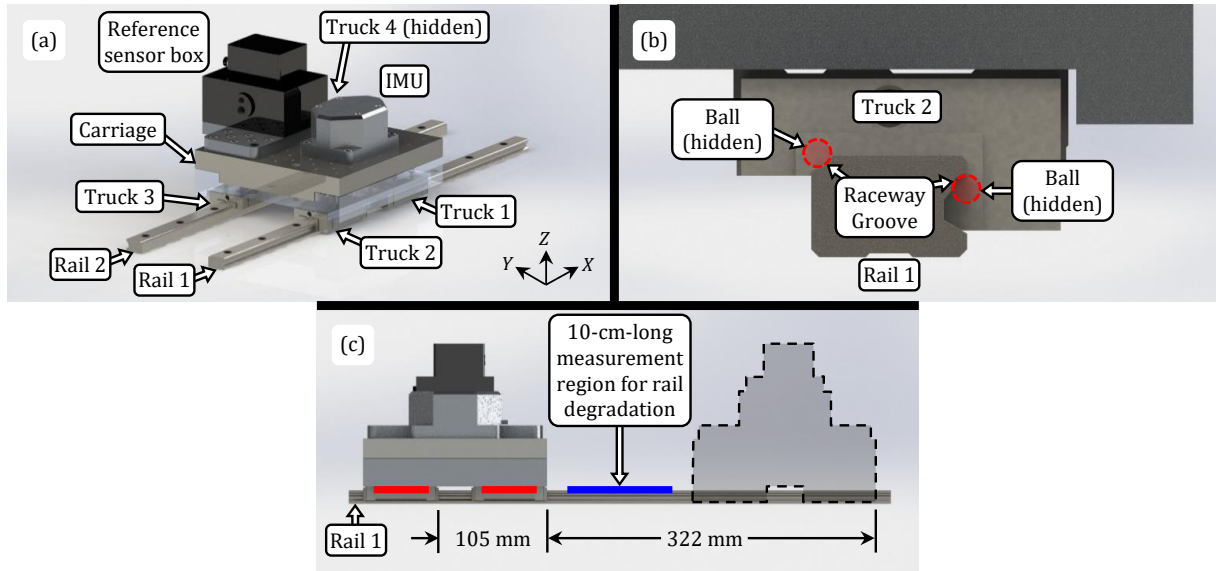 (a)
Reference
sensor box
Truck 4 (hidden)
IMU
Carriage
Truck 3
Truck 1
Truck 2
Rail 2
Rail 1
Z
Y
X
(b)
Truck 2
Ball
(hidden)
Raceway
Groove
Ball
(hidden)
Rail 1
(c)
10-cm-long
measurement
region for rail
degradation
Rail 1
105 mm
322 mm